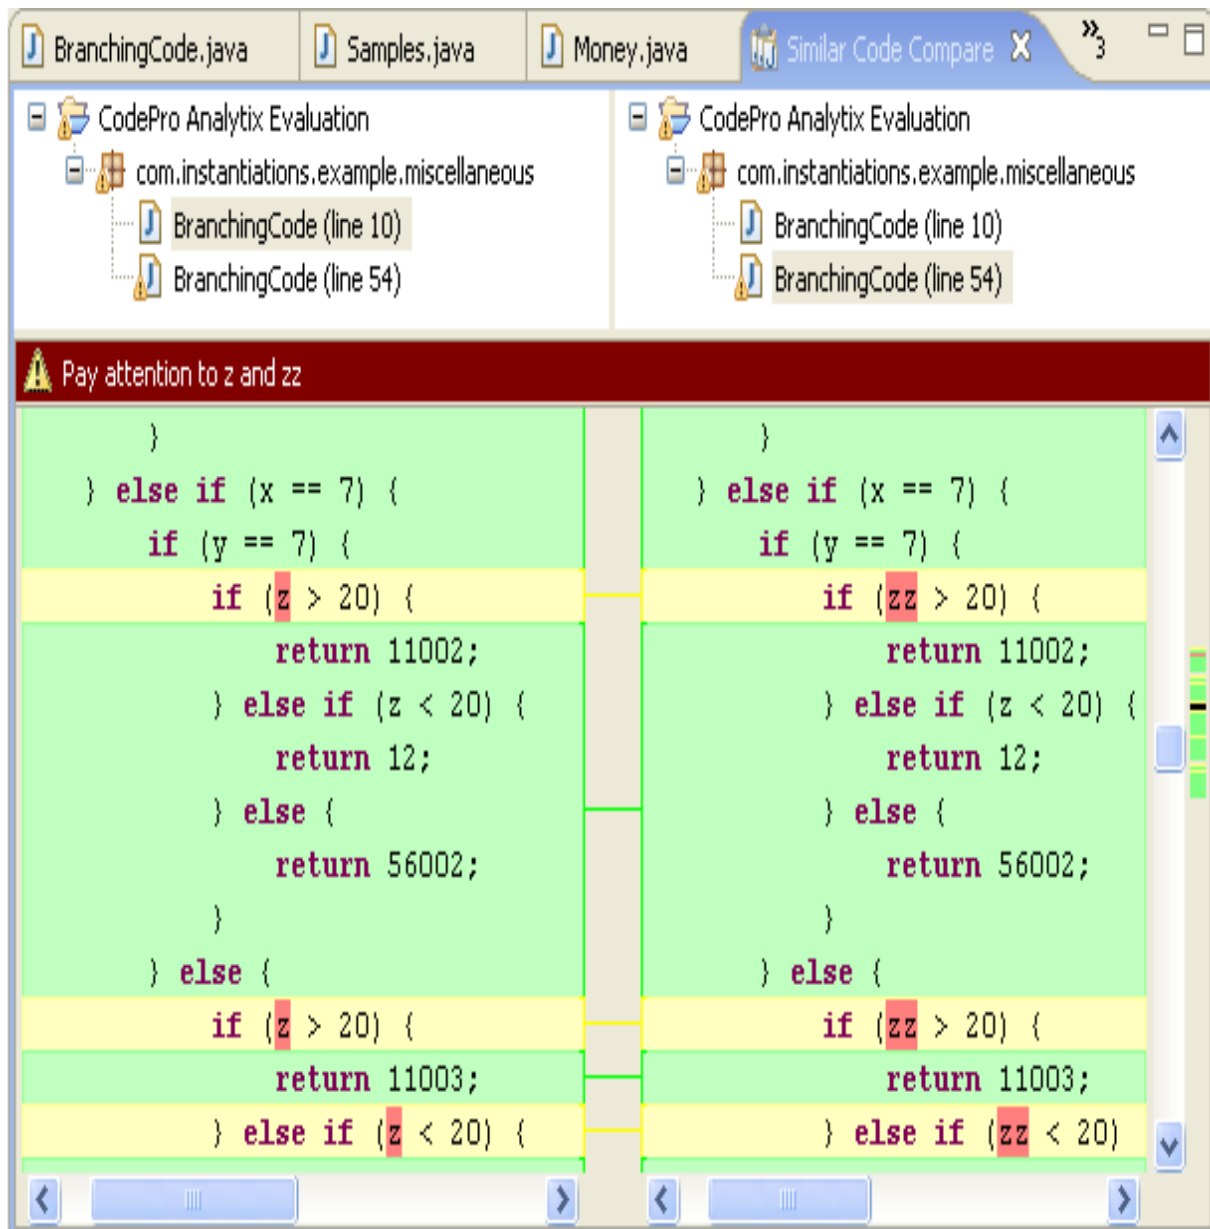 BranchingCode.java Samples.java Money.java Similar Code Compare »3
CodePro Analytix Evaluation
com.instantiations.example.miscellaneous
BranchingCode (line 10)
BranchingCode (line 54)
CodePro Analytix Evaluation
com.instantiations.example.miscellaneous
BranchingCode (line 10)
BranchingCode (line 54)
Pay attention to z and zz
}
} else if (x == 7) {
if (y == 7) {
if (z > 20) {
return 11002;
} else if (z < 20) {
return 12;
} else {
return 56002;
}
} else {
if (z > 20) {
return 11003;
} else if (z < 20) {
}
} else if (x == 7) {
if (y == 7) {
if (zz > 20) {
return 11002;
} else if (z < 20) {
return 12;
} else {
return 56002;
}
} else {
if (zz > 20) {
return 11003;
} else if (zz < 20)